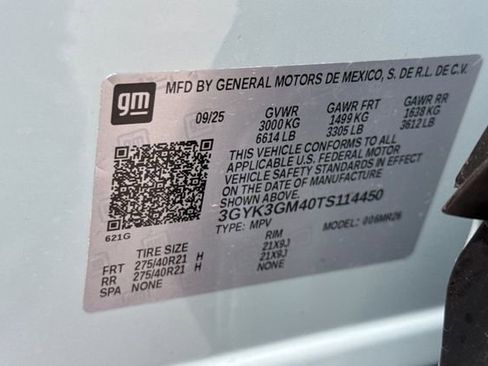 gm
MFD BY GENERAL MOTORS DE MEXICO, S. DE R.L. DE C.V.
09/25 GVWR GAWR FRT GAWR RR
3000 KG 1499 KG 1638 KG
6614 LB 3305 LB 3612 LB
THIS VEHICLE CONFORMS TO ALL
APPLICABLE U.S. FEDERAL MOTOR
VEHICLE SAFETY STANDARDS IN EFFECT
ON THE DATE OF MANUFACTURE
SHOWN ABOVE.
3GYK3GM40TS114450
TYPE: MPV MODEL: 006MR26
621G
TIRE SIZE RIM
FRT 275/40R21 H 21X9J
RR 275/40R21 H 21X9J
SPA NONE NONE